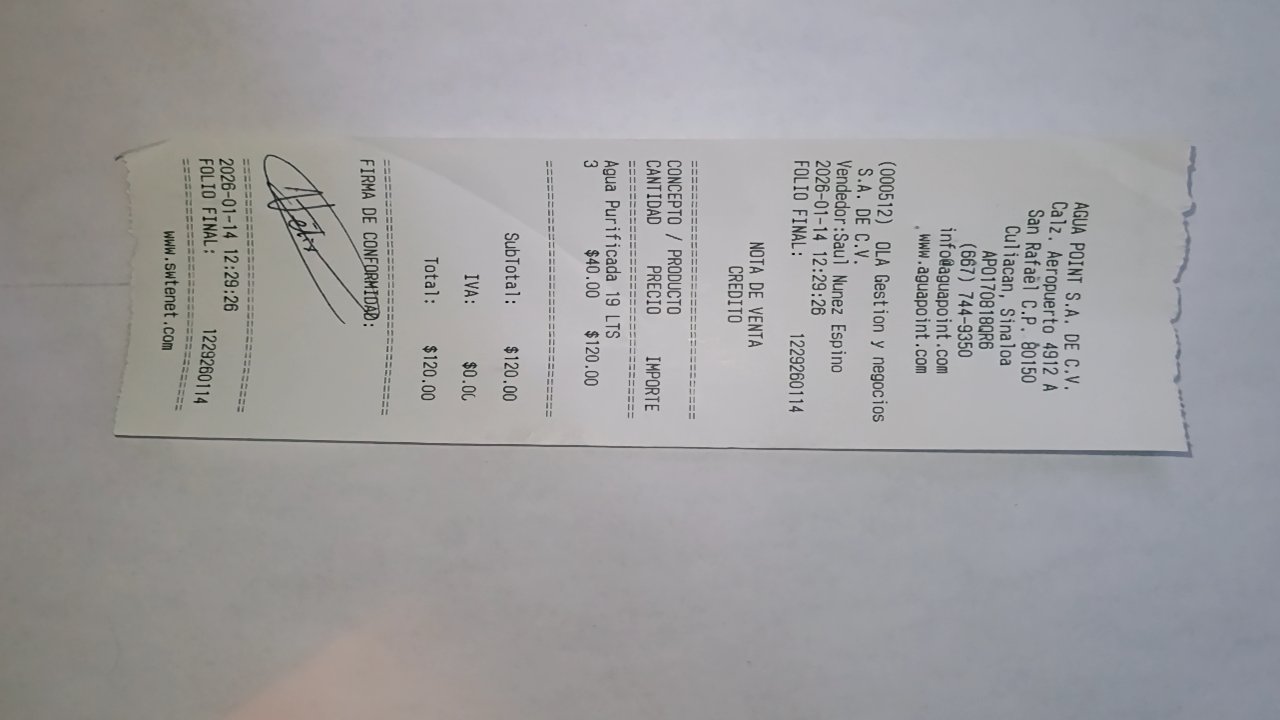 AGUA POINT S.A. DE C.V.
Calz. Aeropuerto 4912 A
San Rafael C.P. 80150
Culiacan, Sinaloa
APO170818QR6
(667) 744-9350
info@aguapoint.com
www.aguapoint.com
(000512) OLA Gestion y negocios
S.A. DE C.V.
Vendedor:Saul Nunez Espino
2026-01-14 12:29:26
FOLIO FINAL: 1229260114
NOTA DE VENTA
CREDITO
================================
CONCEPTO / PRODUCTO
CANTIDAD PRECIO IMPORTE
================================
Agua Purificada 19 LTS
3 $40.00 $120.00
================================
SubTotal: $120.00
IVA: $0.00
Total: $120.00
================================
FIRMA DE CONFORMIDAD:
================================
2026-01-14 12:29:26
FOLIO FINAL: 1229260114
================================
www.swtenet.com